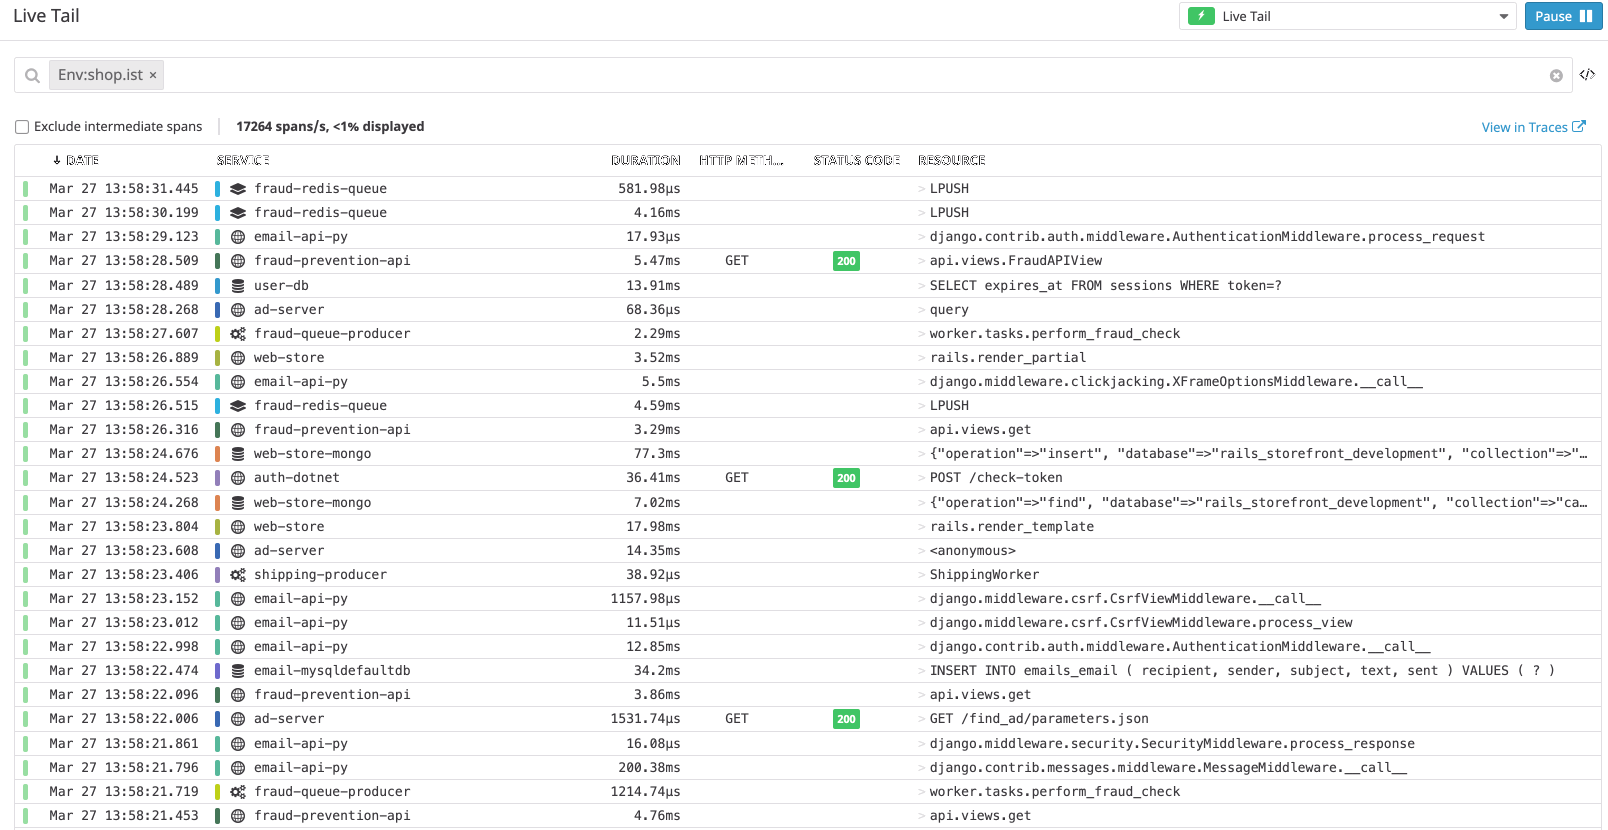 Live Tail
Live Tail
Pause
Env:shop.ist ×
</>
Exclude intermediate spans
17264 spans/s, <1% displayed
View in Traces
DATE SERVICE DURATION HTTP METH... STATUS CODE RESOURCE
Mar 27 13:58:31.445 fraud-redis-queue 581.98μs > LPUSH
Mar 27 13:58:30.199 fraud-redis-queue 4.16ms > LPUSH
Mar 27 13:58:29.123 email-api-py 17.93μs > django.contrib.auth.middleware.AuthenticationMiddleware.process_request
Mar 27 13:58:28.509 fraud-prevention-api 5.47ms GET 200 > api.views.FraudAPIView
Mar 27 13:58:28.489 user-db 13.91ms > SELECT expires_at FROM sessions WHERE token=?
Mar 27 13:58:28.268 ad-server 68.36μs > query
Mar 27 13:58:27.607 fraud-queue-producer 2.29ms > worker.tasks.perform_fraud_check
Mar 27 13:58:26.889 web-store 3.52ms > rails.render_partial
Mar 27 13:58:26.554 email-api-py 5.5ms > django.middleware.clickjacking.XFrameOptionsMiddleware.__call__
Mar 27 13:58:26.515 fraud-redis-queue 4.59ms > LPUSH
Mar 27 13:58:26.316 fraud-prevention-api 3.29ms > api.views.get
Mar 27 13:58:24.676 web-store-mongo 77.3ms > {"operation"=>"insert", "database"=>"rails_storefront_development", "collection"=>"…
Mar 27 13:58:24.523 auth-dotnet 36.41ms GET 200 > POST /check-token
Mar 27 13:58:24.268 web-store-mongo 7.02ms > {"operation"=>"find", "database"=>"rails_storefront_development", "collection"=>"ca…
Mar 27 13:58:23.804 web-store 17.98ms > rails.render_template
Mar 27 13:58:23.608 ad-server 14.35ms > <anonymous>
Mar 27 13:58:23.406 shipping-producer 38.92μs > ShippingWorker
Mar 27 13:58:23.152 email-api-py 1157.98μs > django.middleware.csrf.CsrfViewMiddleware.__call__
Mar 27 13:58:23.012 email-api-py 11.51μs > django.middleware.csrf.CsrfViewMiddleware.process_view
Mar 27 13:58:22.998 email-api-py 12.85ms > django.contrib.auth.middleware.AuthenticationMiddleware.__call__
Mar 27 13:58:22.474 email-mysqldefaultdb 34.2ms > INSERT INTO emails_email ( recipient, sender, subject, text, sent ) VALUES ( ? )
Mar 27 13:58:22.096 fraud-prevention-api 3.86ms > api.views.get
Mar 27 13:58:22.006 ad-server 1531.74μs GET 200 > GET /find_ad/parameters.json
Mar 27 13:58:21.861 email-api-py 16.08μs > django.middleware.security.SecurityMiddleware.process_response
Mar 27 13:58:21.796 email-api-py 200.38ms > django.contrib.messages.middleware.MessageMiddleware.__call__
Mar 27 13:58:21.719 fraud-queue-producer 1214.74μs > worker.tasks.perform_fraud_check
Mar 27 13:58:21.453 fraud-prevention-api 4.76ms > api.views.get